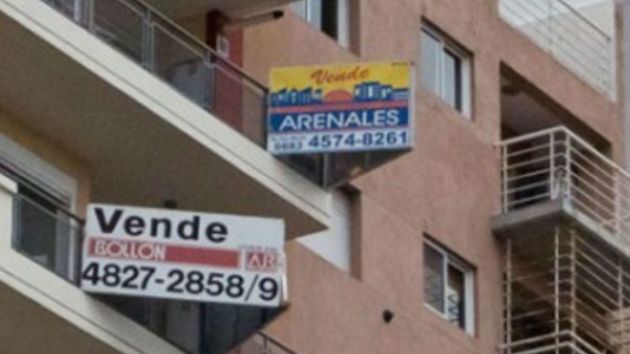 Vende
ARENALES
4574-8261
Vende
BOLLON
4827-2858/9